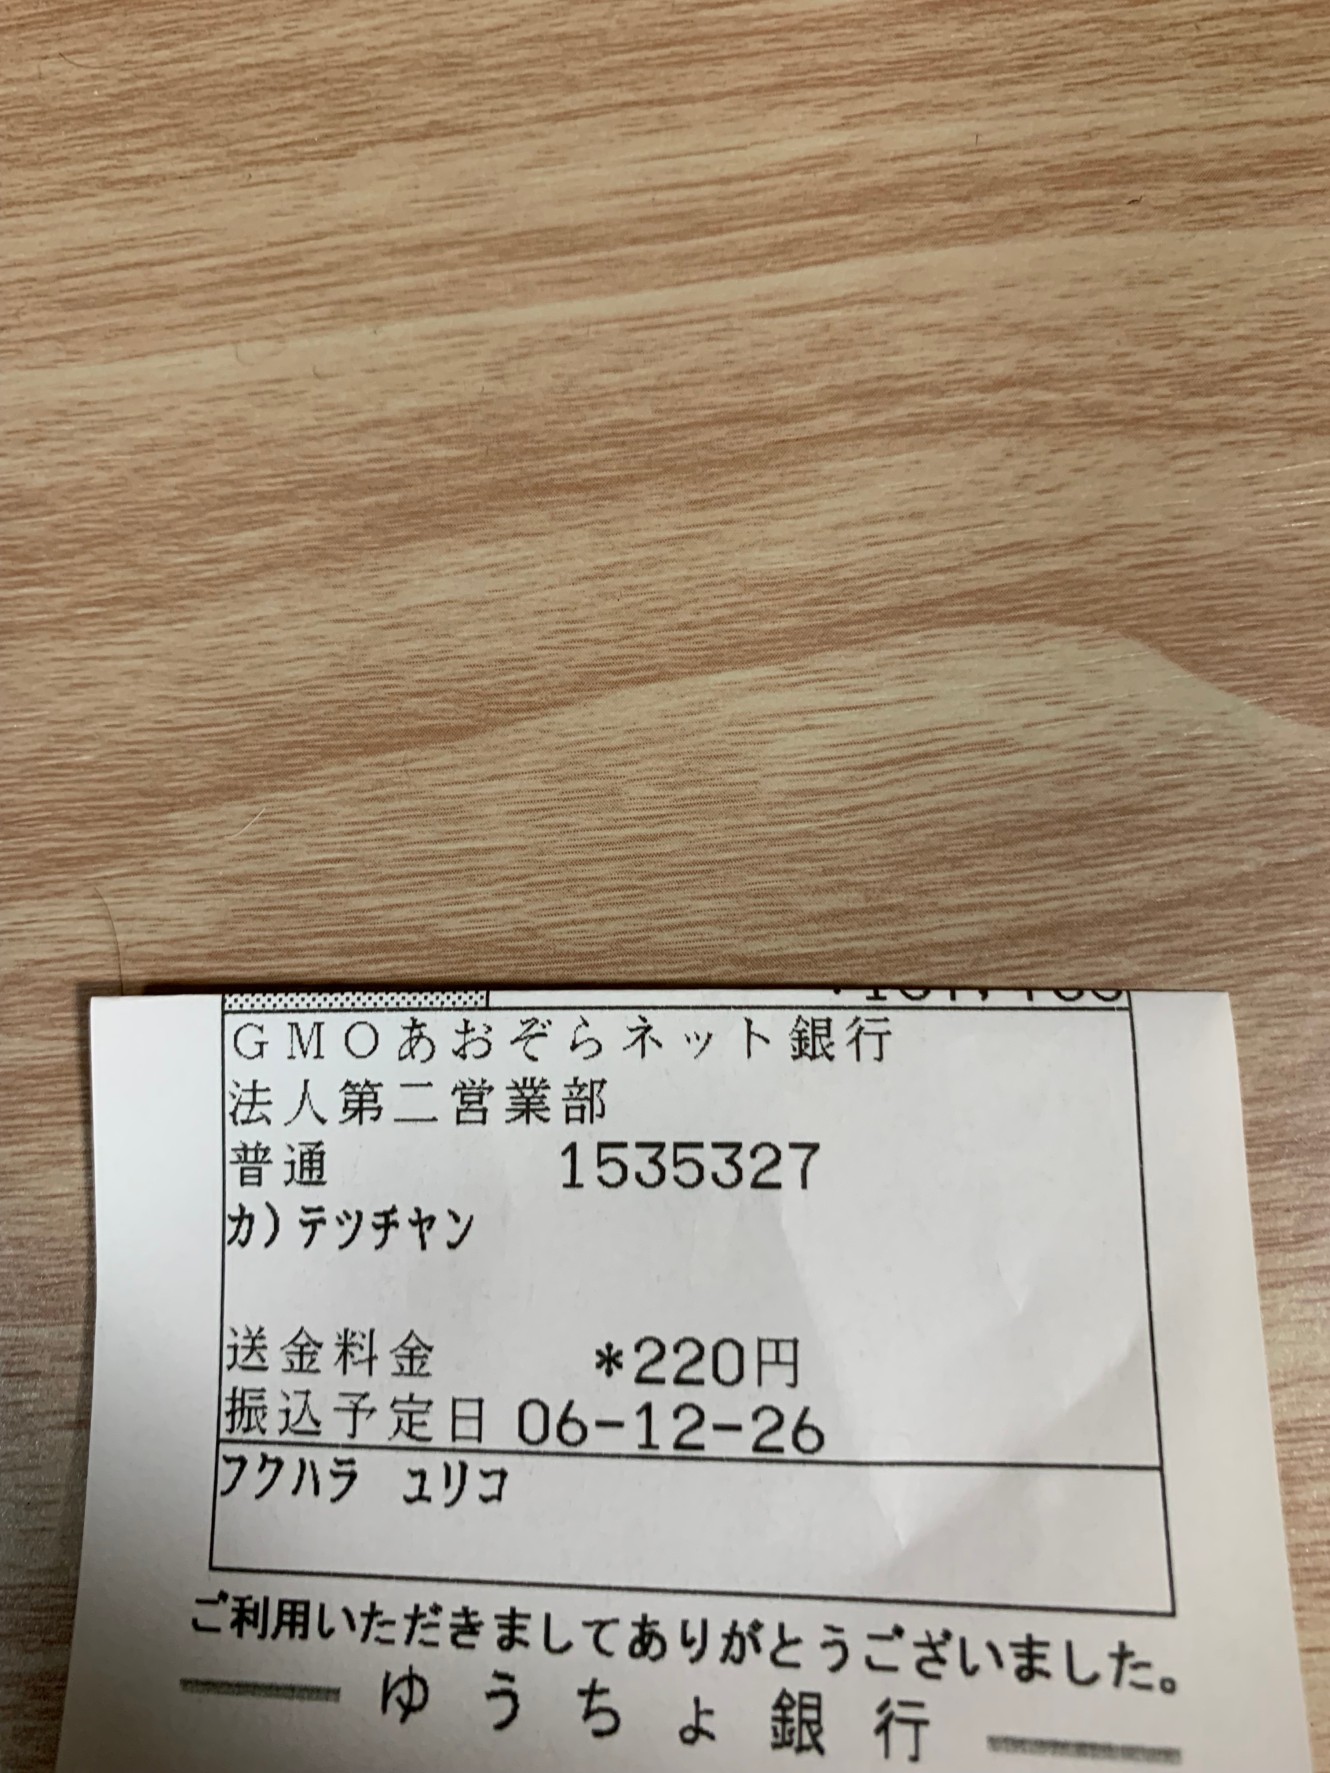 GMOあおぞらネット銀行
法人第二営業部
普通 1535327
カ)テツチヤン
送金料金 *220円
振込予定日 06-12-26
フクハラ ユリコ
ご利用いただきましてありがとうございました。
ゆうちょ銀行